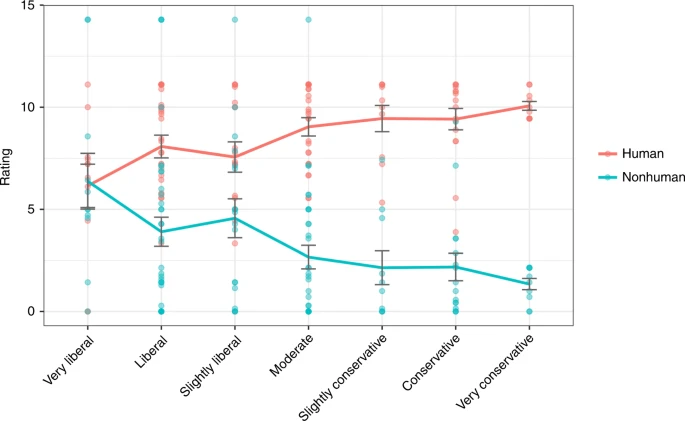 15
10
5
0
Rating
Very liberal
Liberal
Slightly liberal
Moderate
Slightly conservative
Conservative
Very conservative
Human
Nonhuman